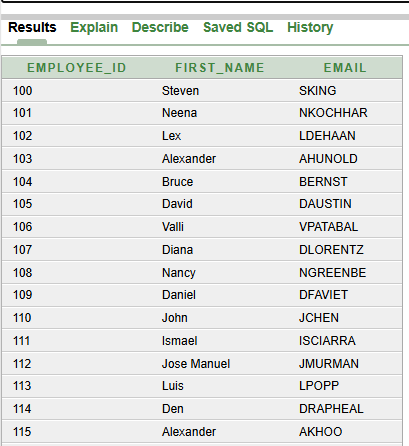 Results Explain Describe Saved SQL History
EMPLOYEE_ID FIRST_NAME EMAIL
100 Steven SKING
101 Neena NKOCHHAR
102 Lex LDEHAAN
103 Alexander AHUNOLD
104 Bruce BERNST
105 David DAUSTIN
106 Valli VPATABAL
107 Diana DLORENTZ
108 Nancy NGREENBE
109 Daniel DFAVIET
110 John JCHEN
111 Ismael ISCIARRA
112 Jose Manuel JMURMAN
113 Luis LPOPP
114 Den DRAPHEAL
115 Alexander AKHOO